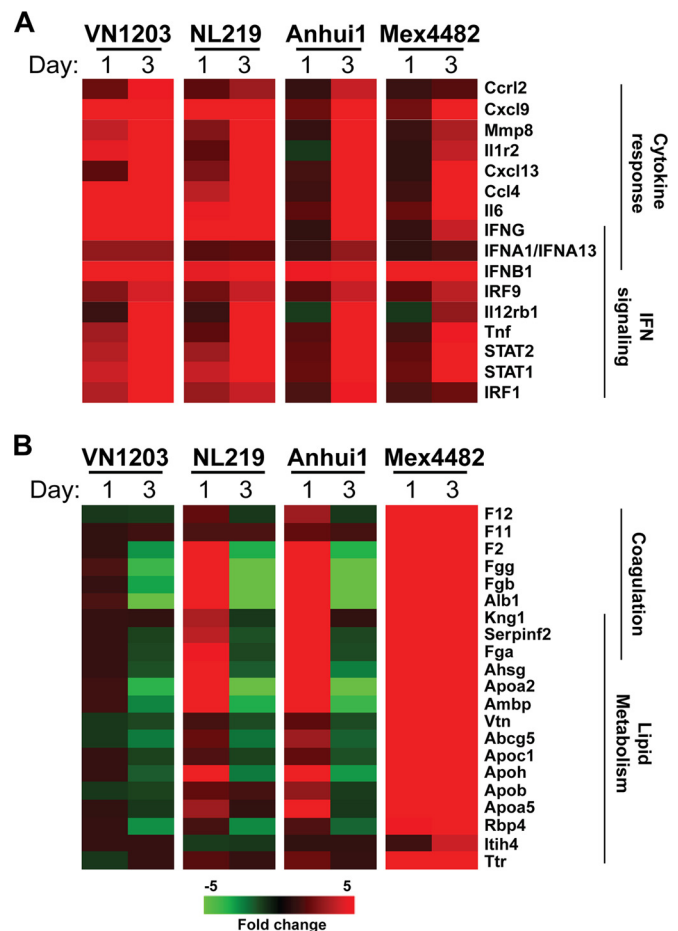 A
VN1203 NL219 Anhui1 Mex4482
Day: 1 3 1 3 1 3 1 3
Ccrl2
Cxcl9
Mmp8
Il1r2
Cxcl13
Ccl4
Il6
IFNG
IFNA1/IFNA13
IFNB1
IRF9
Il12rb1
Tnf
STAT2
STAT1
IRF1
Cytokine
response
IFN
signaling
B
VN1203 NL219 Anhui1 Mex4482
Day: 1 3 1 3 1 3 1 3
F12
F11
F2
Fgg
Fgb
Alb1
Kng1
Serpinf2
Fga
Ahsg
Apoa2
Ambp
Vtn
Abcg5
Apoc1
Apoh
Apob
Apoa5
Rbp4
Itih4
Ttr
Coagulation
Lipid
Metabolism
-5 5
Fold change